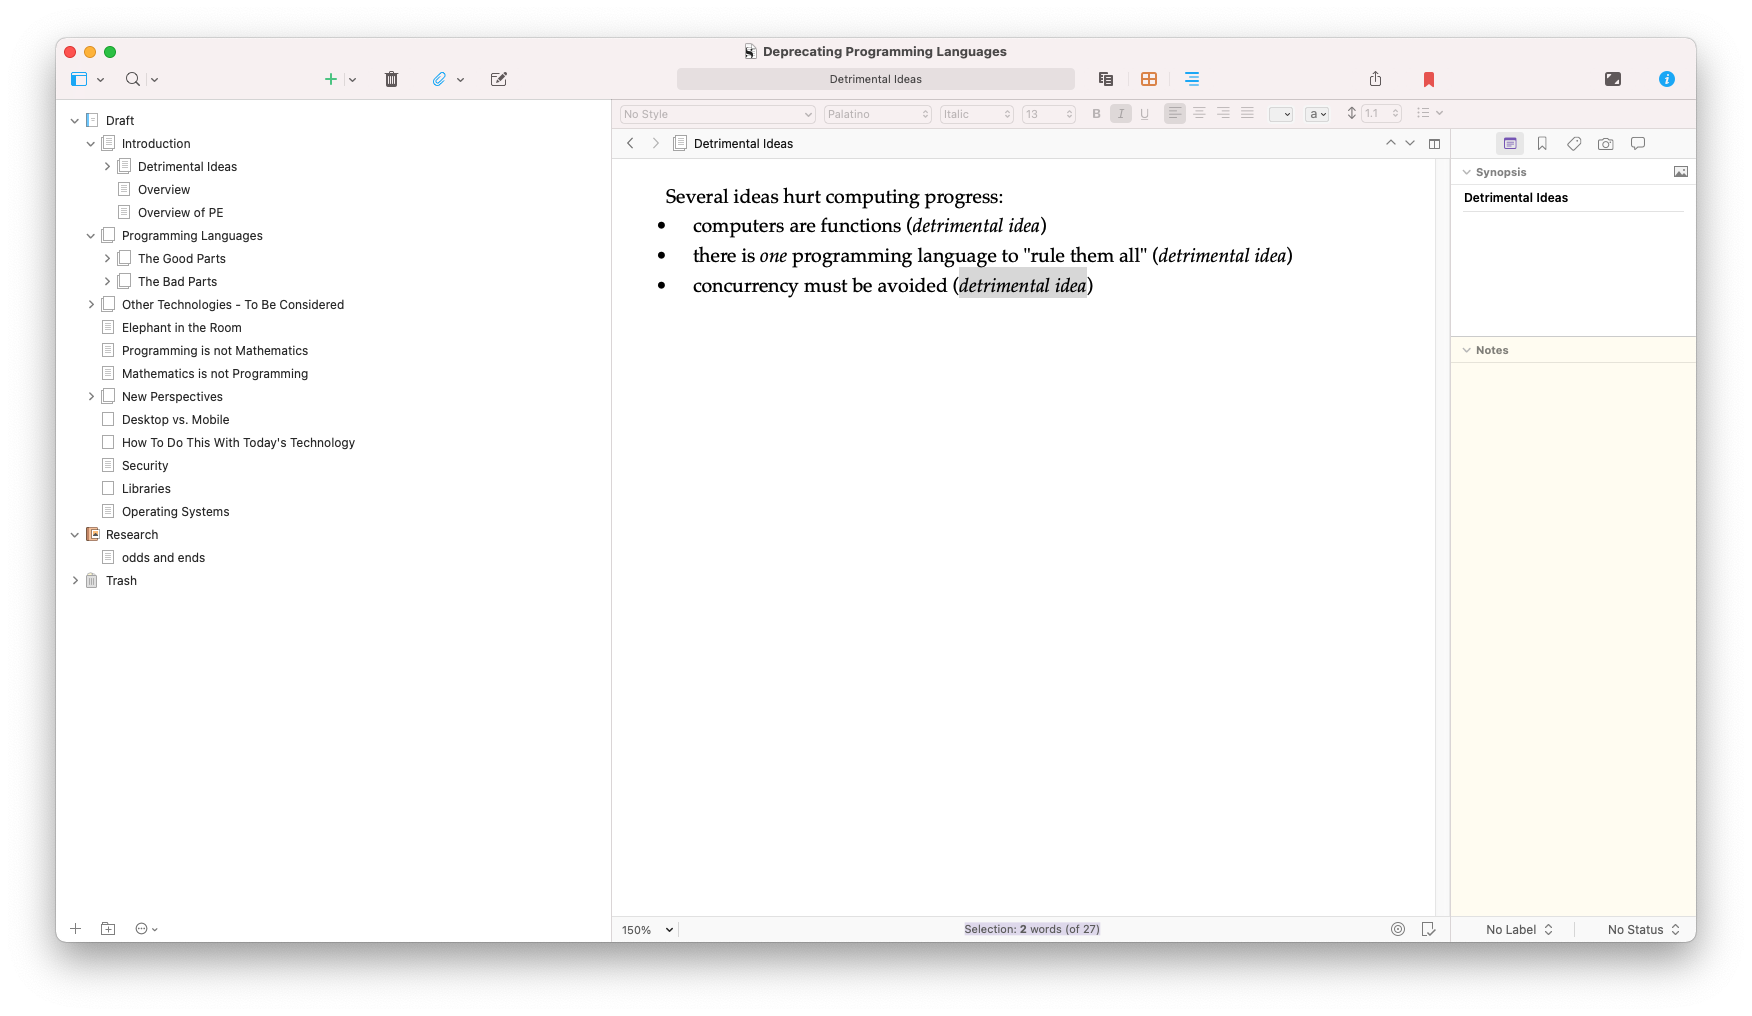 Deprecating Programming Languages
Detrimental Ideas
Draft
Introduction
Detrimental Ideas
Overview
Overview of PE
Programming Languages
The Good Parts
The Bad Parts
Other Technologies - To Be Considered
Elephant in the Room
Programming is not Mathematics
Mathematics is not Programming
New Perspectives
Desktop vs. Mobile
How To Do This With Today's Technology
Security
Libraries
Operating Systems
Research
odds and ends
Trash
No Style Palatino Italic 13 B I U a 1.1
Detrimental Ideas
Several ideas hurt computing progress:
• computers are functions (detrimental idea)
• there is one programming language to "rule them all" (detrimental idea)
• concurrency must be avoided (detrimental idea)
150%
Selection: 2 words (of 27)
Synopsis
Detrimental Ideas
Notes
No Label No Status